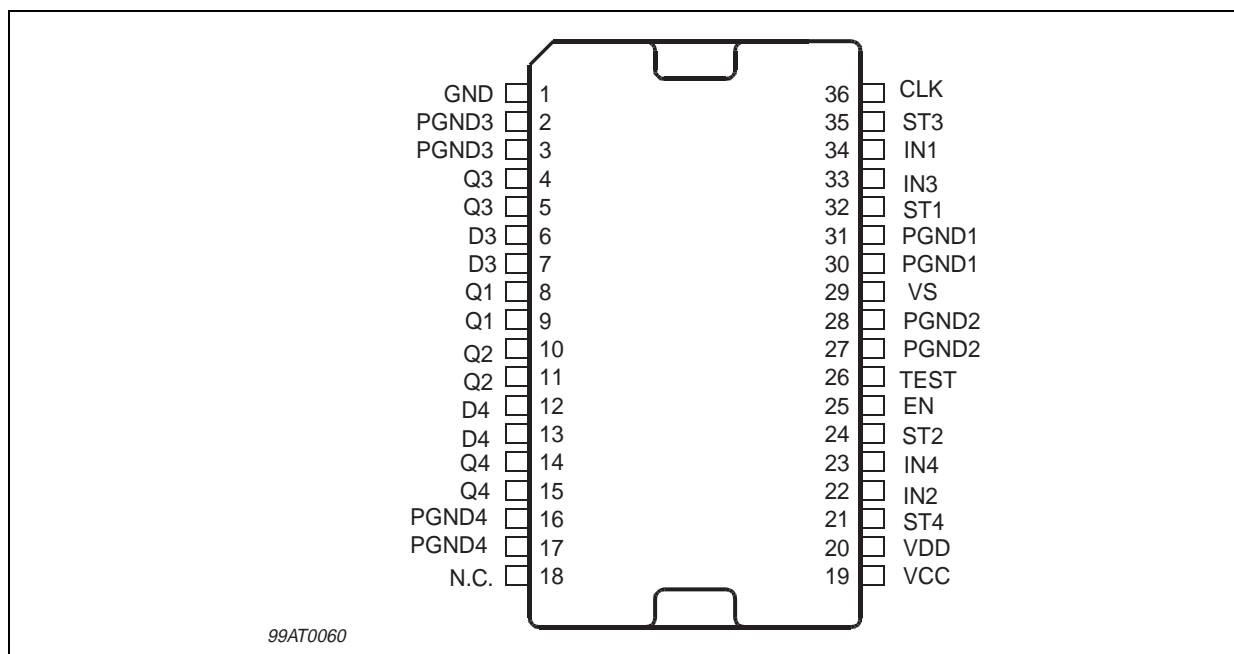 GND 1 36 CLK
PGND3 2 35 ST3
PGND3 3 34 IN1
Q3 4 33 IN3
Q3 5 32 ST1
D3 6 31 PGND1
D3 7 30 PGND1
Q1 8 29 VS
Q1 9 28 PGND2
Q2 10 27 PGND2
Q2 11 26 TEST
D4 12 25 EN
D4 13 24 ST2
Q4 14 23 IN4
Q4 15 22 IN2
PGND4 16 21 ST4
PGND4 17 20 VDD
N.C. 18 19 VCC
99AT0060